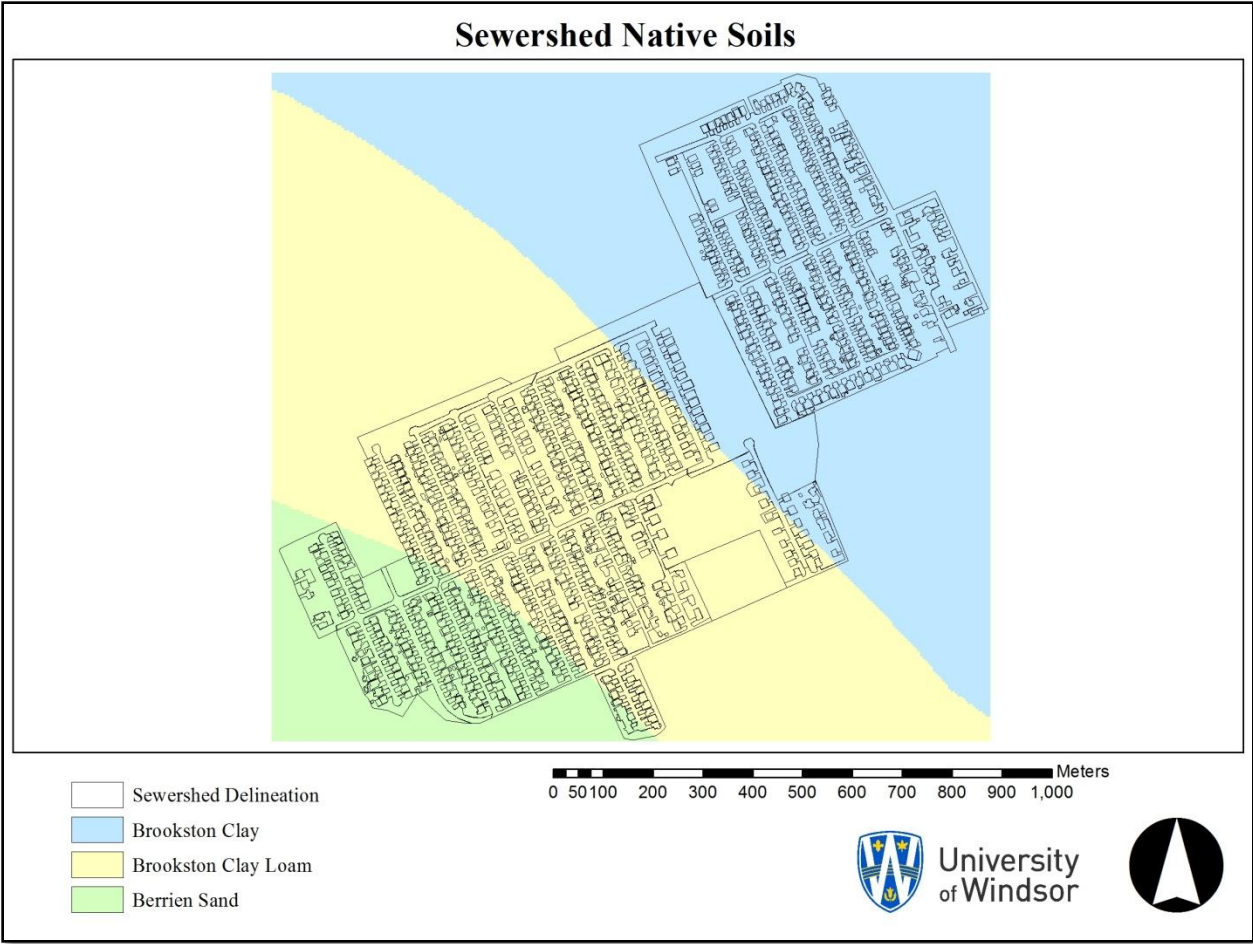 Sewershed Native Soils
Sewershed Delineation
Brookston Clay
Brookston Clay Loam
Berrien Sand
Meters
0 50 100 200 300 400 500 600 700 800 900 1,000
University
of Windsor